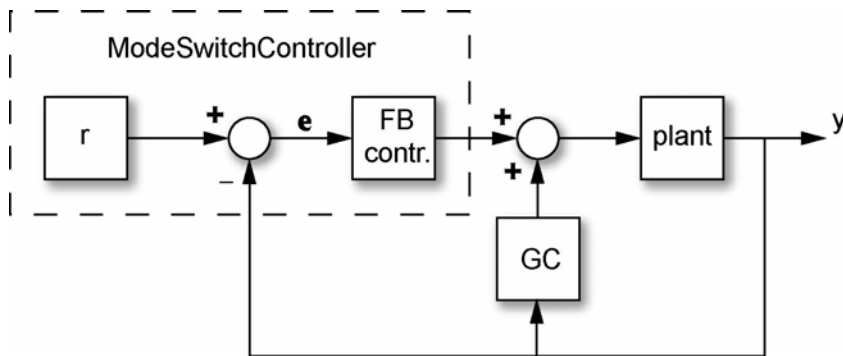 ModeSwitchController
r
+
−
e
FB
contr.
+
+
plant
y
GC